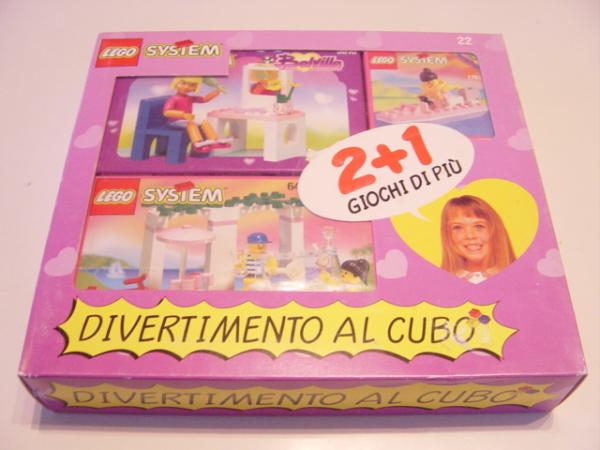 LEGO SYSTEM
22
Belville
LEGO SYSTEM
2+1
GIOCHI DI PIÙ
LEGO SYSTEM
DIVERTIMENTO AL CUBO
DIVERTIMENTO AL CUBO